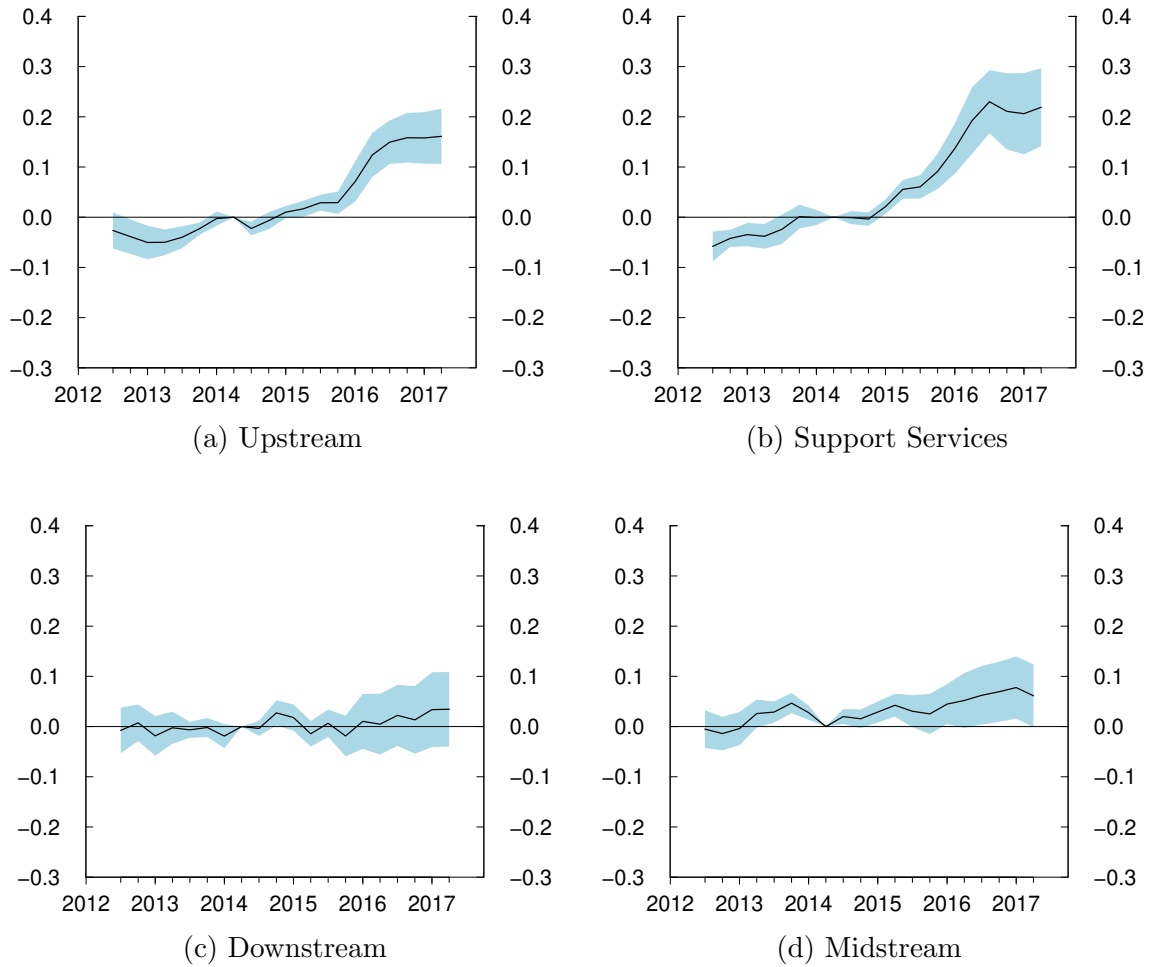 0.4 0.4 0.4 0.4
0.3 0.3 0.3 0.3
0.2 0.2 0.2 0.2
0.1 0.1 0.1 0.1
0.0 0.0 0.0 0.0
−0.1 −0.1 −0.1 −0.1
−0.2 −0.2 −0.2 −0.2
−0.3 −0.3 −0.3 −0.3
2012 2013 2014 2015 2016 2017 2012 2013 2014 2015 2016 2017
(a) Upstream (b) Support Services
0.4 0.4 0.4 0.4
0.3 0.3 0.3 0.3
0.2 0.2 0.2 0.2
0.1 0.1 0.1 0.1
0.0 0.0 0.0 0.0
−0.1 −0.1 −0.1 −0.1
−0.2 −0.2 −0.2 −0.2
−0.3 −0.3 −0.3 −0.3
2012 2013 2014 2015 2016 2017 2012 2013 2014 2015 2016 2017
(c) Downstream (d) Midstream